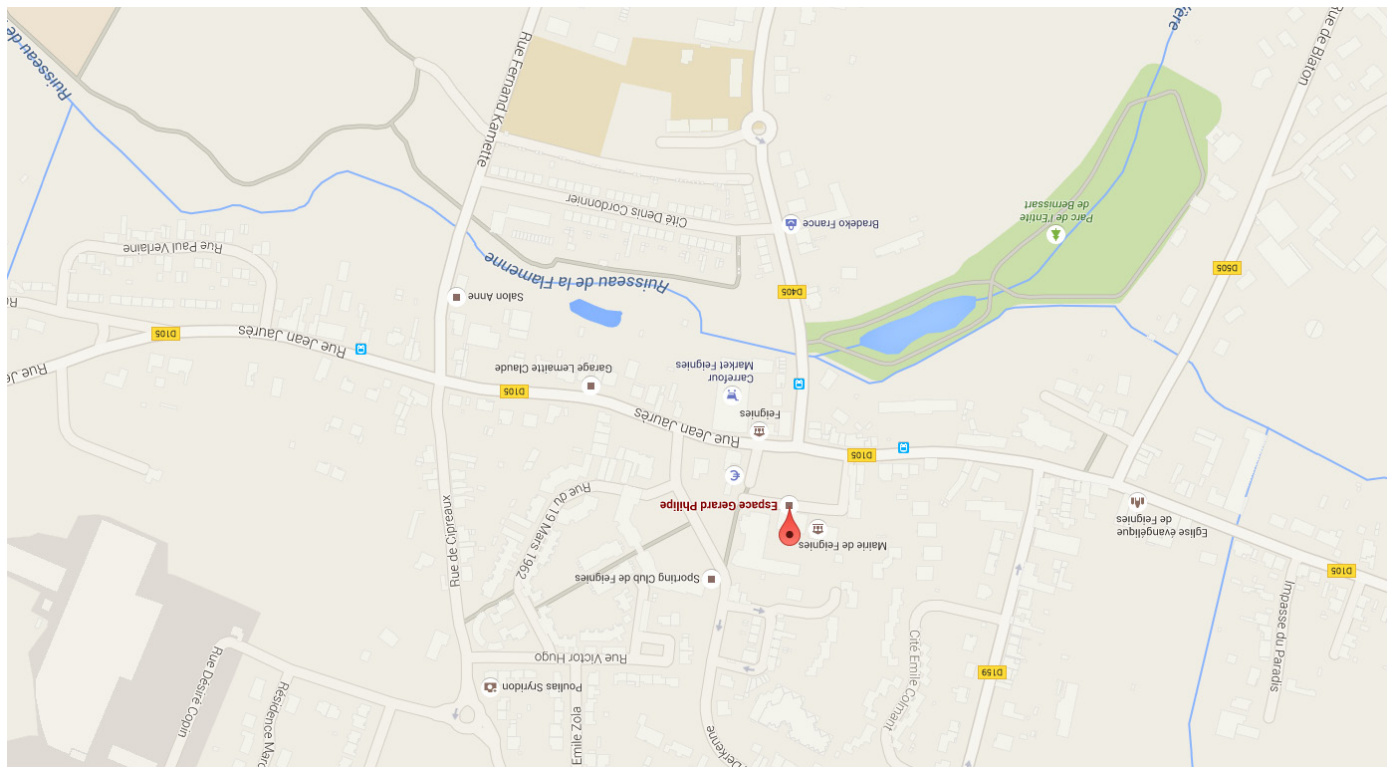 Ruisseau de
Rue Fernand Kamette
Rue de Blaton
Cité Denis Cordonnier
Bradeko France
Parc de l'Entité
de Bernissart
Rue Paul Verlaine
Ruisseau de la Flamenne
D505
D405
Salon Anne
D105
Rue Jean Jaurès
Garage Lemaitte Claude
Carrefour
Market Feignies
D105
Rue Jean Jaurès
Feignies
D105
Espace Gerard Philipe
Mairie de Feignies
Eglise évangélique
de Feignies
Rue de Cipreaux
Rue du 19 Mars 1962
Sporting Club de Feignies
D105
Impasse du Paradis
Cité Emile Colmant
D159
Rue Victor Hugo
Poullas Spyridon
Rue Désiré Copin
Emile Zola
Derkenne